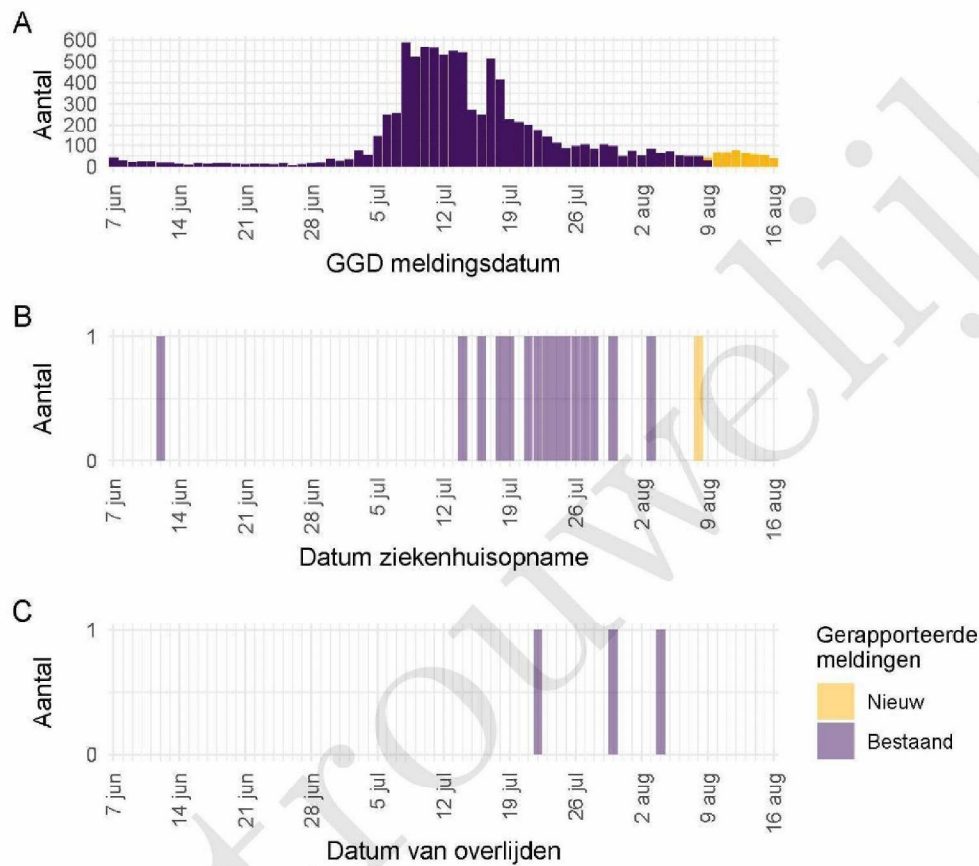 A
600
500
400
300
200
100
0
Aantal
7 jun
14 jun
21 jun
28 jun
5 jul
12 jul
19 jul
26 jul
2 aug
9 aug
16 aug
GGD meldingsdatum
B
1
0
Aantal
7 jun
14 jun
21 jun
28 jun
5 jul
12 jul
19 jul
26 jul
2 aug
9 aug
16 aug
Datum ziekenhuisopname
C
1
0
Aantal
7 jun
14 jun
21 jun
28 jun
5 jul
12 jul
19 jul
26 jul
2 aug
9 aug
16 aug
Datum van overlijden
Gerapporteerde
meldingen
Nieuw
Bestaand
trouwelij